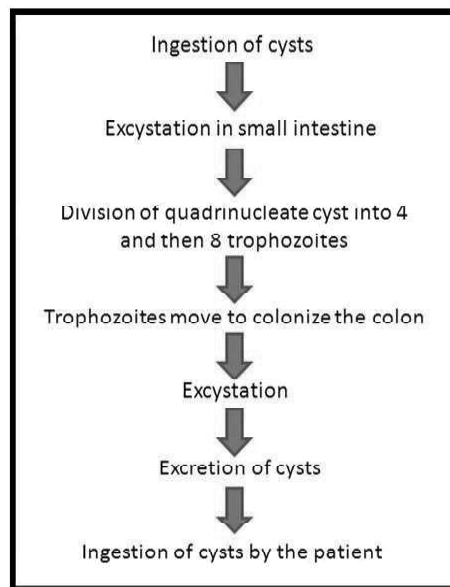 Ingestion of cysts
Excystation in small intestine
Division of quadrinucleate cyst into 4
and then 8 trophozoites
Trophozoites move to colonize the colon
Excystation
Excretion of cysts
Ingestion of cysts by the patient